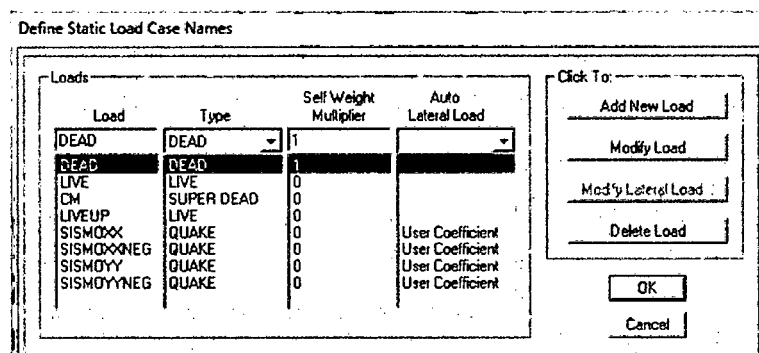 Define Static Load Case Names
Loads
Click To:
Load Type Self Weight Multiplier Auto Lateral Load
DEAD DEAD 1
DEAD DEAD 1
LIVE LIVE 0
CM SUPER DEAD 0
LIVEUP LIVE 0
SISMOXX QUAKE 0 User Coefficient
SISMOXXNEG QUAKE 0 User Coefficient
SISMOYY QUAKE 0 User Coefficient
SISMOYYNEG QUAKE 0 User Coefficient
Add New Load
Modify Load
Modify Lateral Load
Delete Load
OK
Cancel